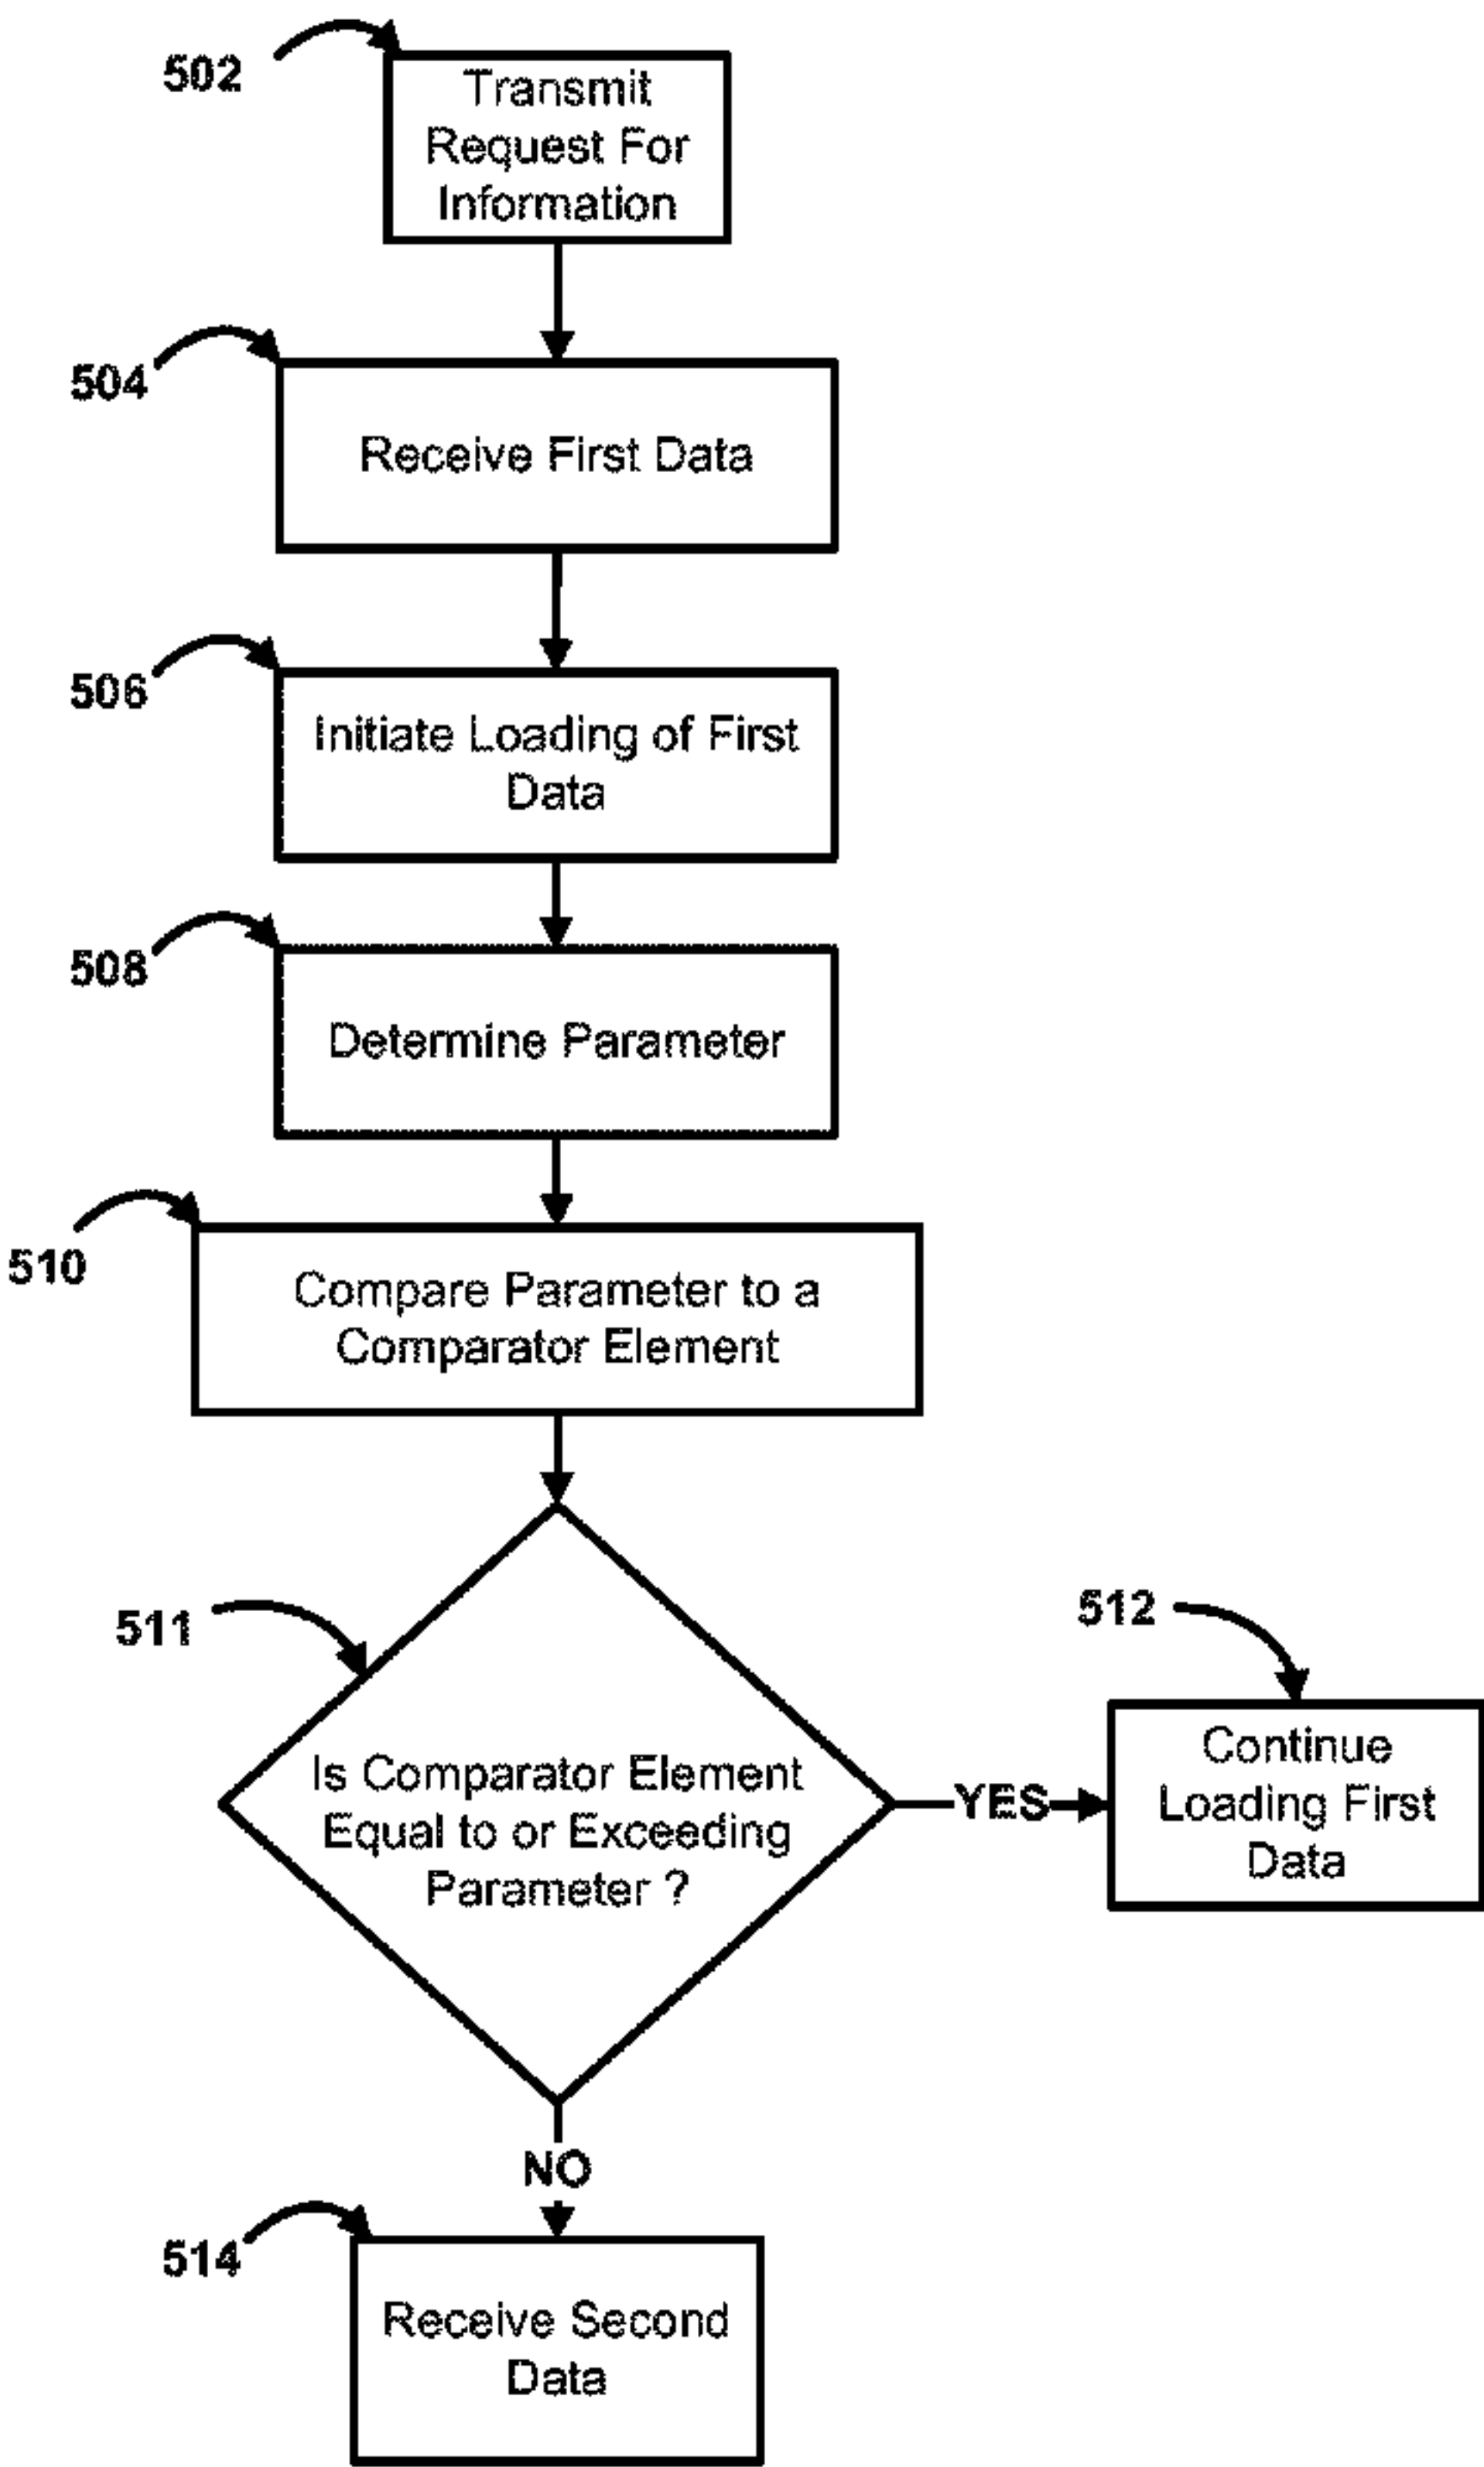 502
Transmit
Request For
Information
504
Receive First Data
506
Initiate Loading of First
Data
508
Determine Parameter
510
Compare Parameter to a
Comparator Element
511
Is Comparator Element
Equal to or Exceeding
Parameter ?
YES
512
Continue
Loading First
Data
NO
514
Receive Second
Data